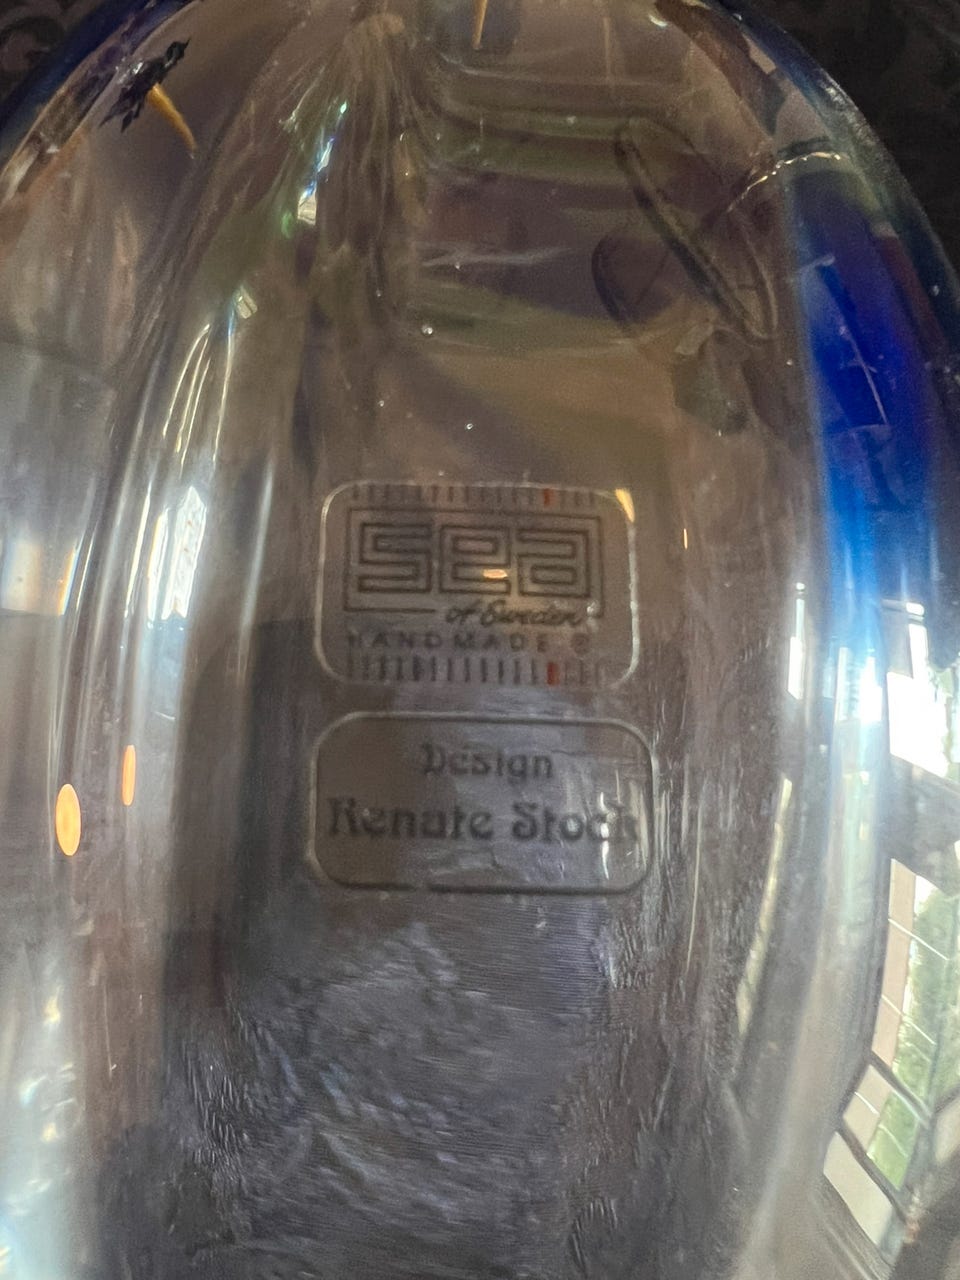 sea
of Sweden
HANDMADE ®
Design
Renate Stock